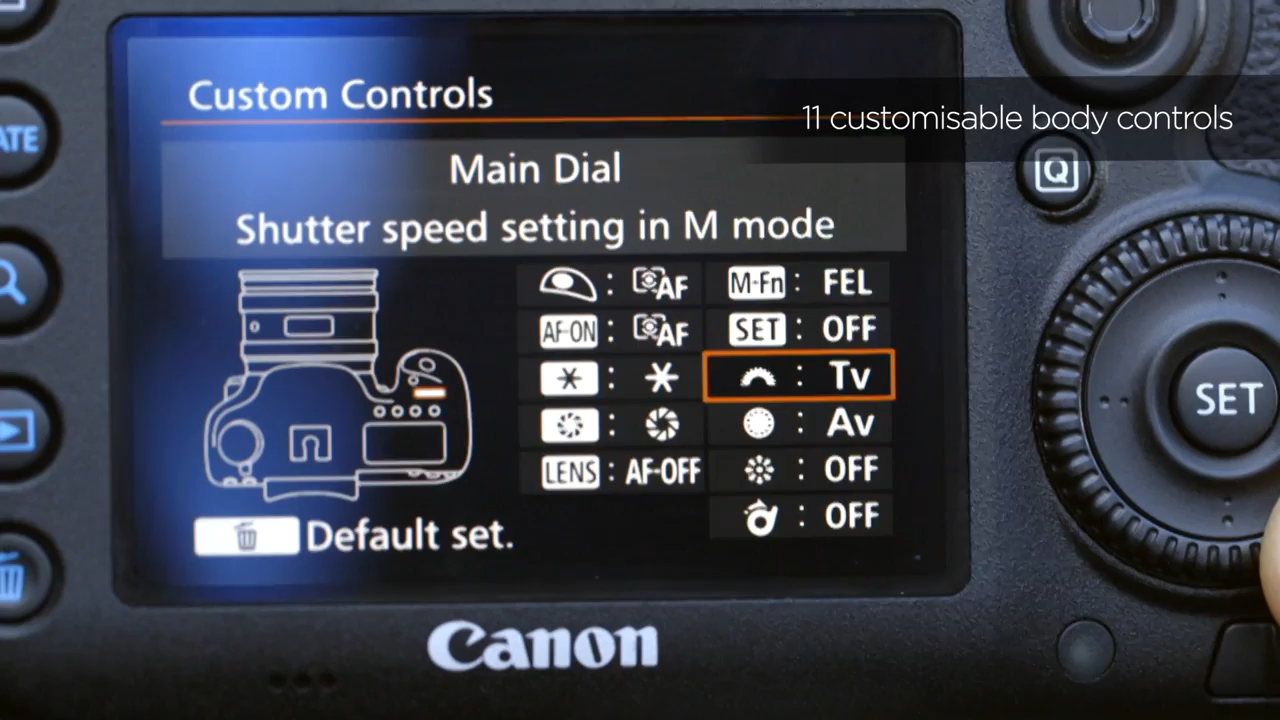 Custom Controls
11 customisable body controls
Main Dial
Shutter speed setting in M mode
AF
M-Fn : FEL
AF-ON : AF
SET : OFF
: Tv
: Av
LENS : AF-OFF
: OFF
: OFF
Default set.
Canon
Q
SET
ATE